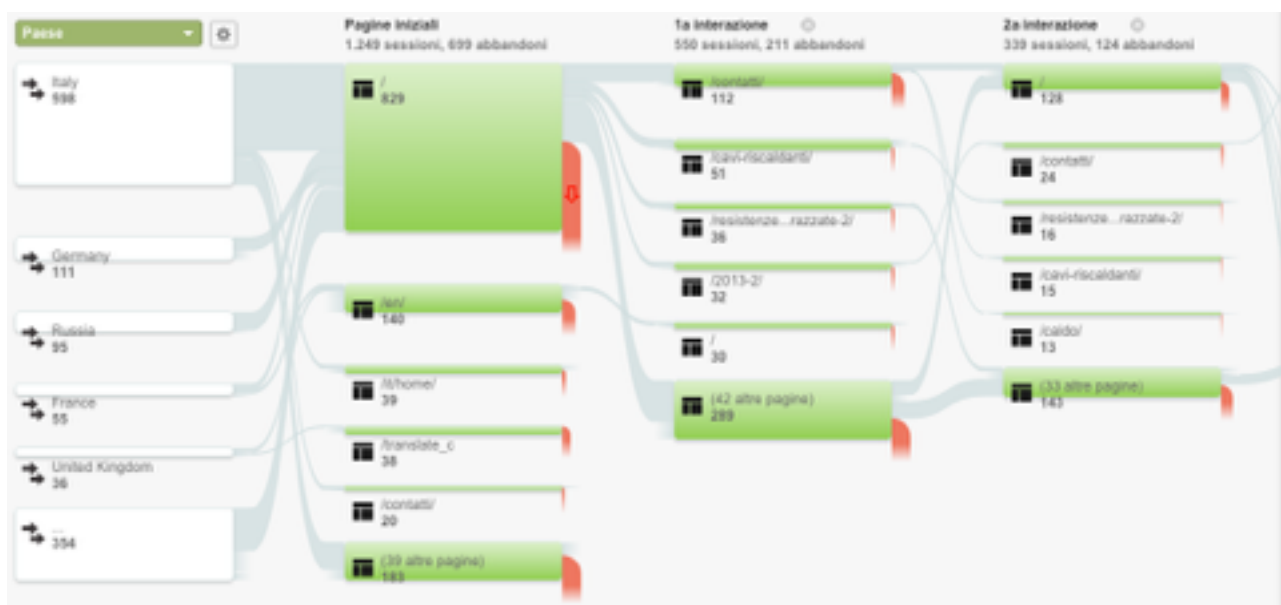 Paese
Pagine iniziali
1.249 sessioni, 699 abbandoni
1a interazione
550 sessioni, 211 abbandoni
2a interazione
339 sessioni, 124 abbandoni
Italy
598
Germany
111
Russia
95
France
55
United Kingdom
36
...
354
/
829
/en/
140
/it/home/
39
/translate_c
38
/contatti/
20
(39 altre pagine)
183
/contatti/
112
/cavi-riscaldanti/
51
/resistenze...razzate-2/
36
/2013-2/
32
/
30
(42 altre pagine)
289
/
128
/contatti/
24
/resistenze...razzate-2/
16
/cavi-riscaldanti/
15
/caldo/
13
(33 altre pagine)
143